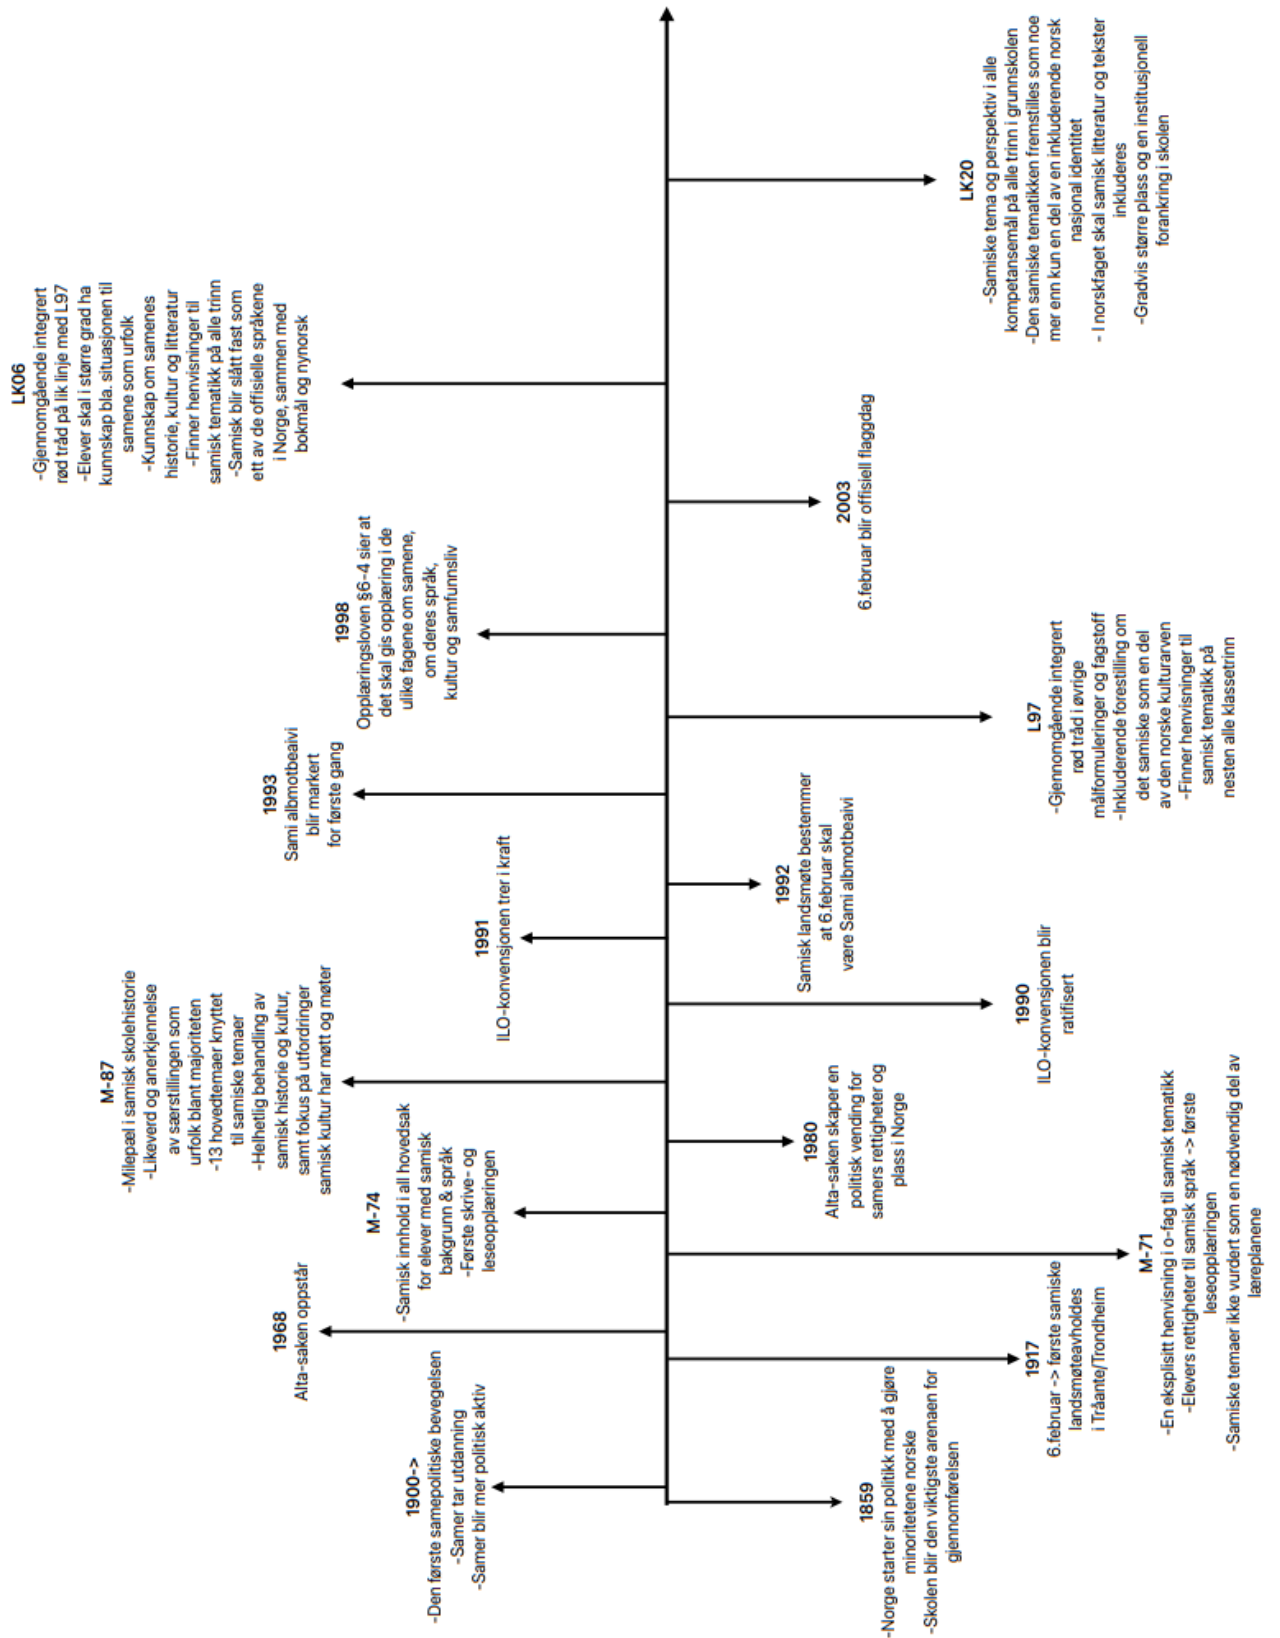 1859
-Norge starter sin politikk med å gjøre
minoritetene norske
-Skolen blir den viktigste arenaen for
gjennomførelsen
1900->
-Den første samepolitiske bevegelsen
-Samer tar utdanning
-Samer blir mer politisk aktiv
1917
6.februar -> første samiske
landsmøteavholdes
i Tråante/Trondheim
1968
Alta-saken oppstår
M-71
-En eksplisitt henvisning i o-fag til samisk tematikk
-Elevers rettigheter til samisk språk -> første
leseopplæringen
-Samiske temaer ikke vurdert som en nødvendig del av
læreplanene
M-74
-Samisk innhold i all hovedsak
for elever med samisk
bakgrunn & språk
-Første skrive- og
leseopplæringen
1980
Alta-saken skaper en
politisk vending for
samers rettigheter og
plass i Norge
M-87
-Milepæl i samisk skolehistorie
-Likeverd og anerkjennelse
av særstillingen som
urfolk blant majoriteten
-13 hovedtemaer knyttet
til samiske temaer
-Helhetlig behandling av
samisk historie og kultur,
samt fokus på utfordringer
samisk kultur har møtt og møter
1990
ILO-konvensjonen blir
ratifisert
1991
ILO-konvensjonen trer i kraft
1992
Samisk landsmøte bestemmer
at 6.februar skal
være Sami albmotbeaivi
1993
Sami albmotbeaivi
blir markert
for første gang
L97
-Gjennomgående integrert
rød tråd i øvrige
målformuleringer og fagstoff
-Inkluderende forestilling om
det samiske som en del
av den norske kulturarven
-Finner henvisninger til
samisk tematikk på
nesten alle klassetrinn
1998
Opplæringsloven §6-4 sier at
det skal gis opplæring i de
ulike fagene om samene,
om deres språk,
kultur og samfunnsliv
2003
6.februar blir offisiell flaggdag
LK06
-Gjennomgående integrert
rød tråd på lik linje med L97
-Elever skal i større grad ha
kunnskap bla. situasjonen til
samene som urfolk
-Kunnskap om samenes
historie, kultur og litteratur
-Finner henvisninger til
samisk tematikk på alle trinn
-Samisk blir slått fast som
ett av de offisielle språkene
i Norge, sammen med
bokmål og nynorsk
LK20
-Samiske tema og perspektiv i alle
kompetansemål på alle trinn i grunnskolen
-Den samiske tematikken fremstilles som noe
mer enn kun en del av en inkluderende norsk
nasjonal identitet
- I norskfaget skal samisk litteratur og tekster
inkluderes
-Gradvis større plass og en institusjonell
forankring i skolen